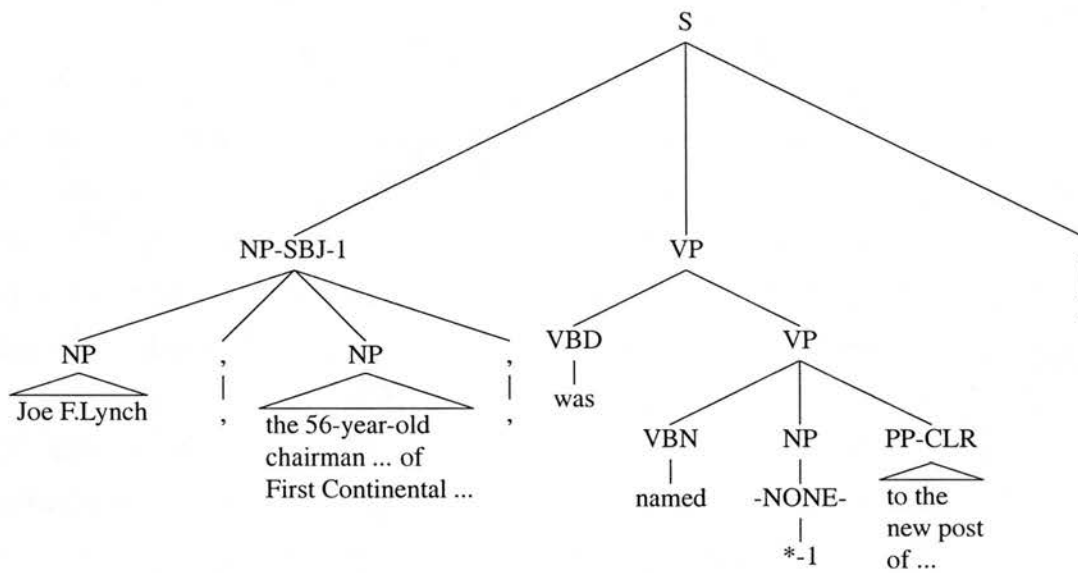 S
NP-SBJ-1 VP
NP , NP , VBD VP
Joe F.Lynch , the 56-year-old , was
chairman ... of VBN NP PP-CLR
First Continental ... named -NONE- to the
new post
*-1 of ...